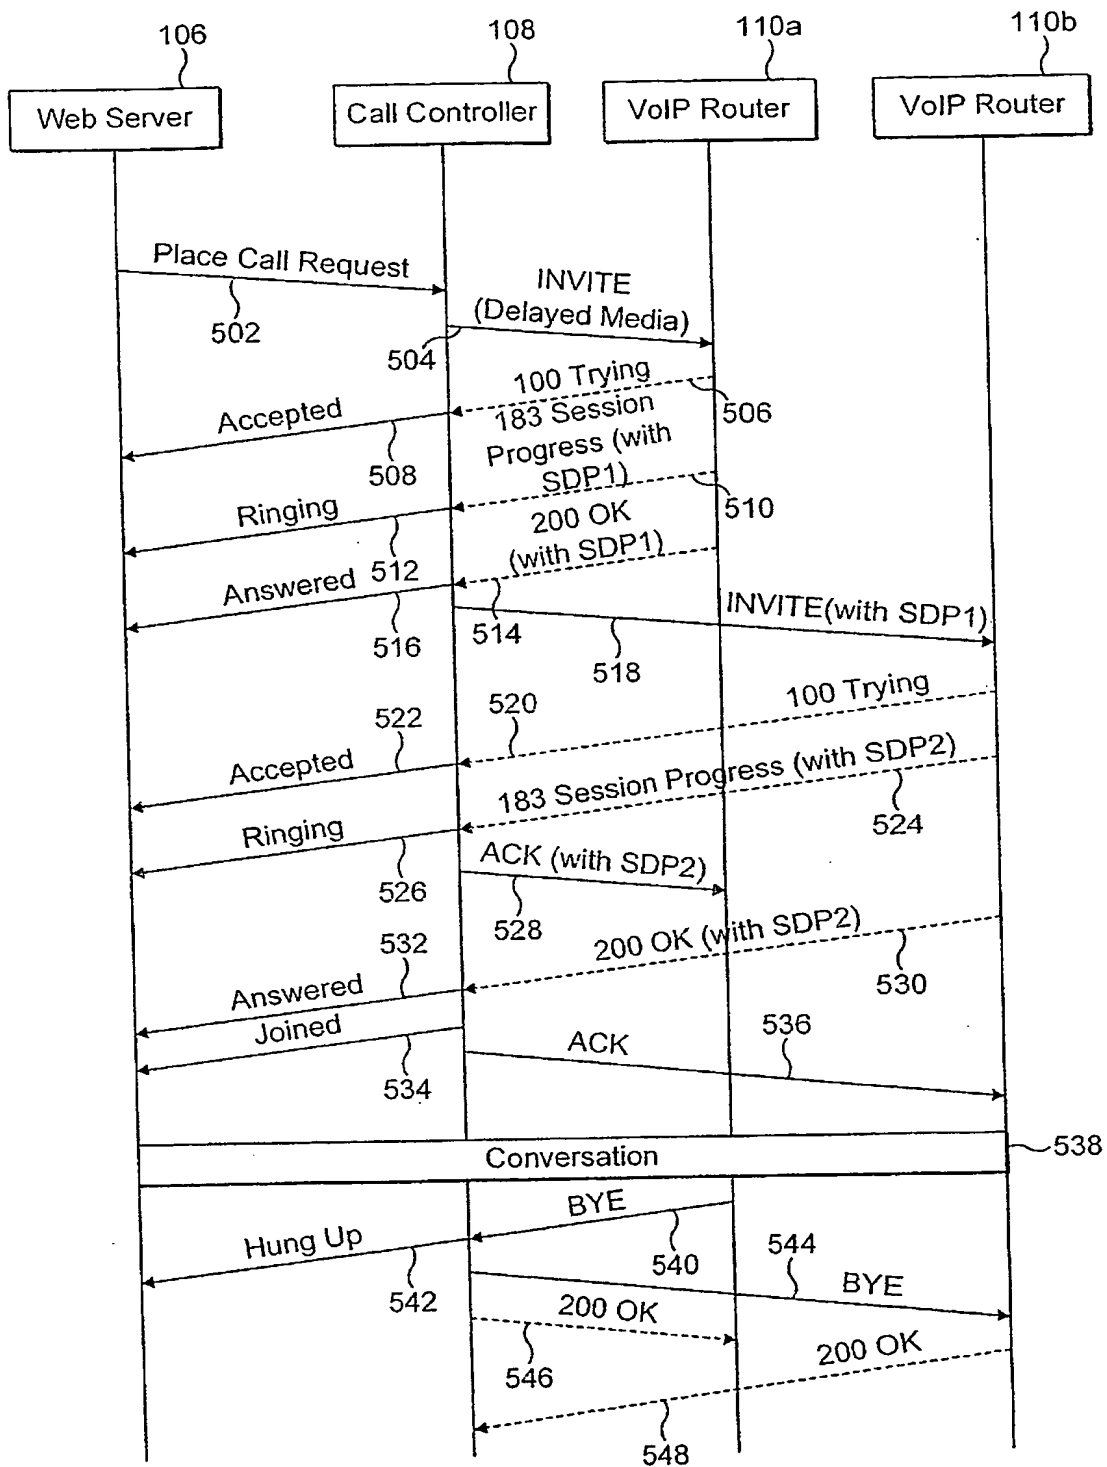 106
108
110a
110b
Web Server
Call Controller
VoIP Router
VoIP Router
Place Call Request
502
INVITE
(Delayed Media)
504
100 Trying
506
Accepted
508
183 Session
Progress (with
SDP1)
510
Ringing
512
200 OK
(with SDP1)
514
Answered
516
INVITE(with SDP1)
518
100 Trying
520
522
Accepted
183 Session Progress (with SDP2)
524
Ringing
526
ACK (with SDP2)
528
200 OK (with SDP2)
530
532
Answered
Joined
534
ACK
536
Conversation
538
BYE
540
Hung Up
542
544
BYE
200 OK
546
200 OK
548